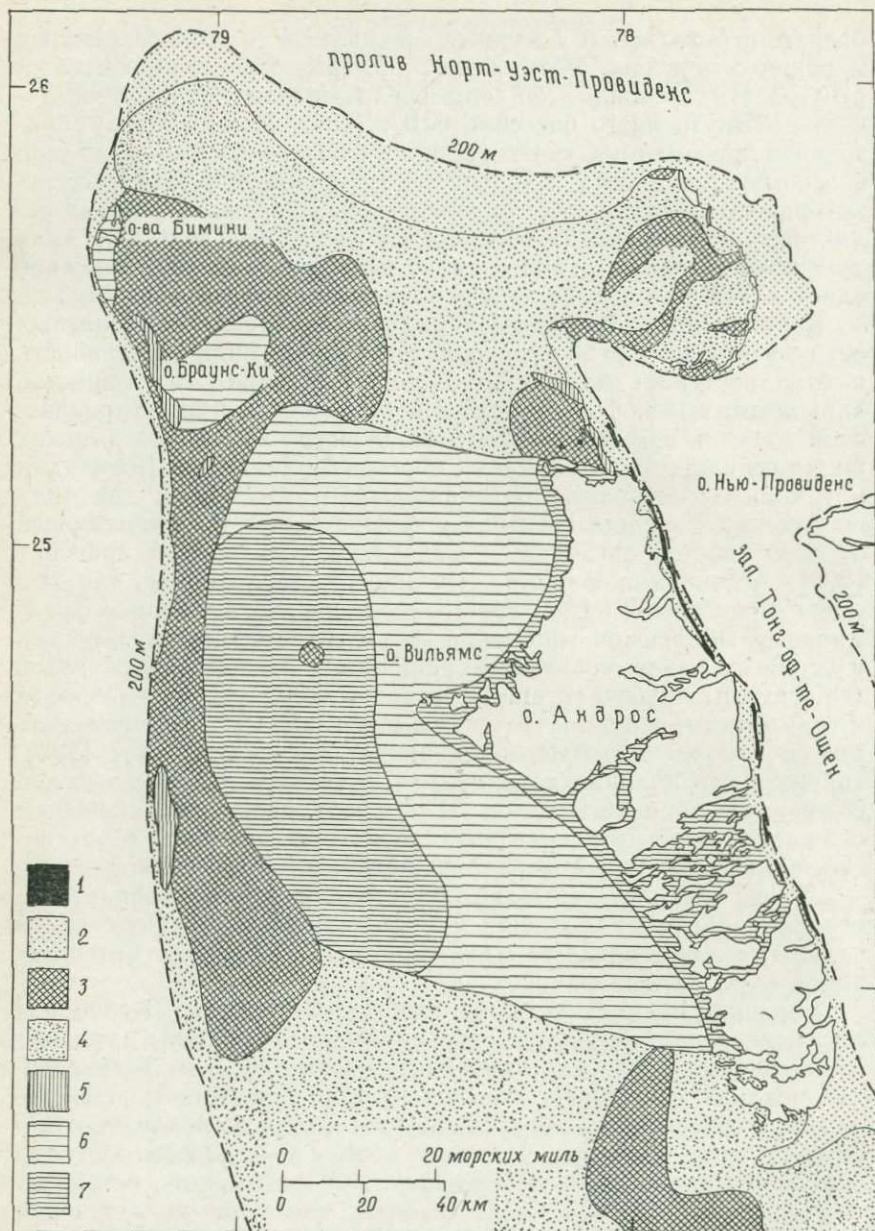 79
78
пролив Норт-Уэст-Провиденс
26
200 м
о-ва Бимини
о. Браунс-Ки
о. Нью-Провиденс
25
зал. Тонг-оф-те-Ошен
200 м
о. Вильямс
200 м
о. Андрос
1
2
3
4
5
6
7
0 20 морских миль
0 20 40 км